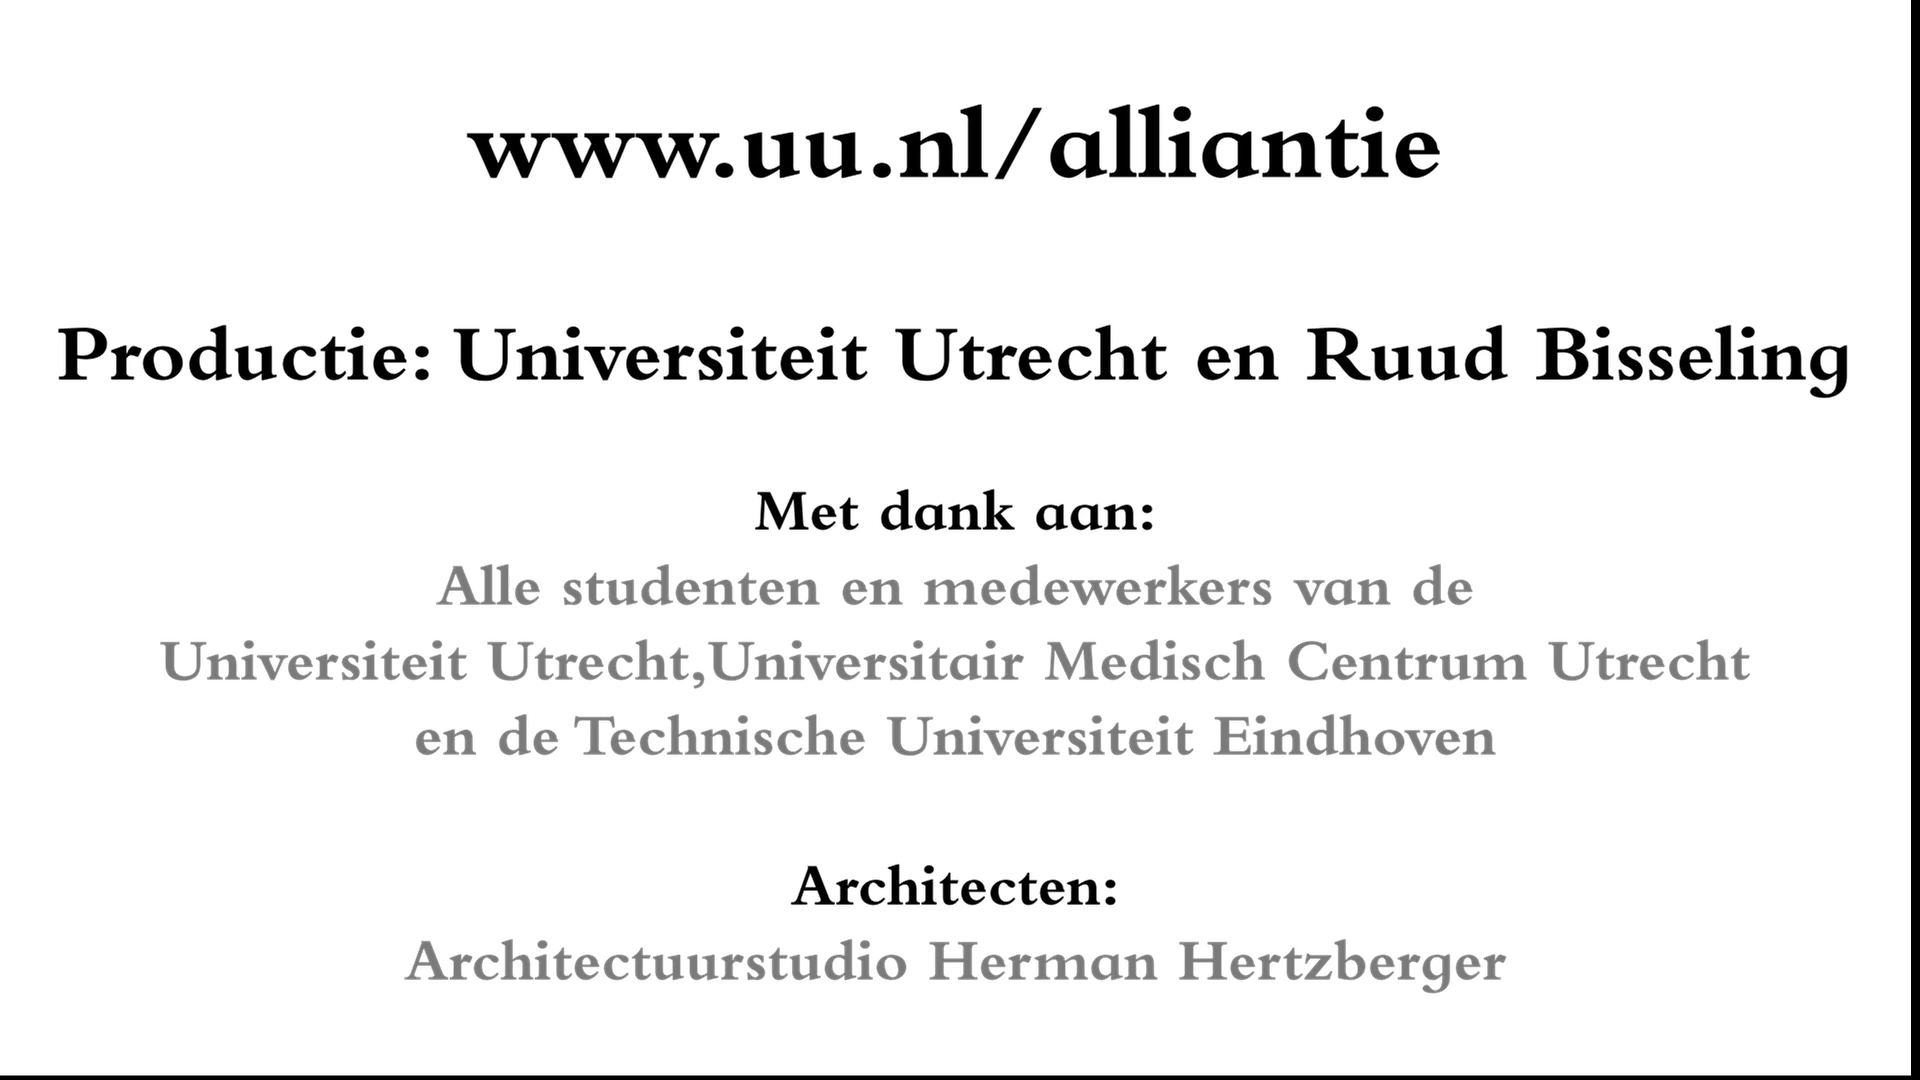 www.uu.nl/alliantie
Productie: Universiteit Utrecht en Ruud Bisseling
Met dank aan:
Alle studenten en medewerkers van de
Universiteit Utrecht,Universitair Medisch Centrum Utrecht
en de Technische Universiteit Eindhoven
Architecten:
Architectuurstudio Herman Hertzberger